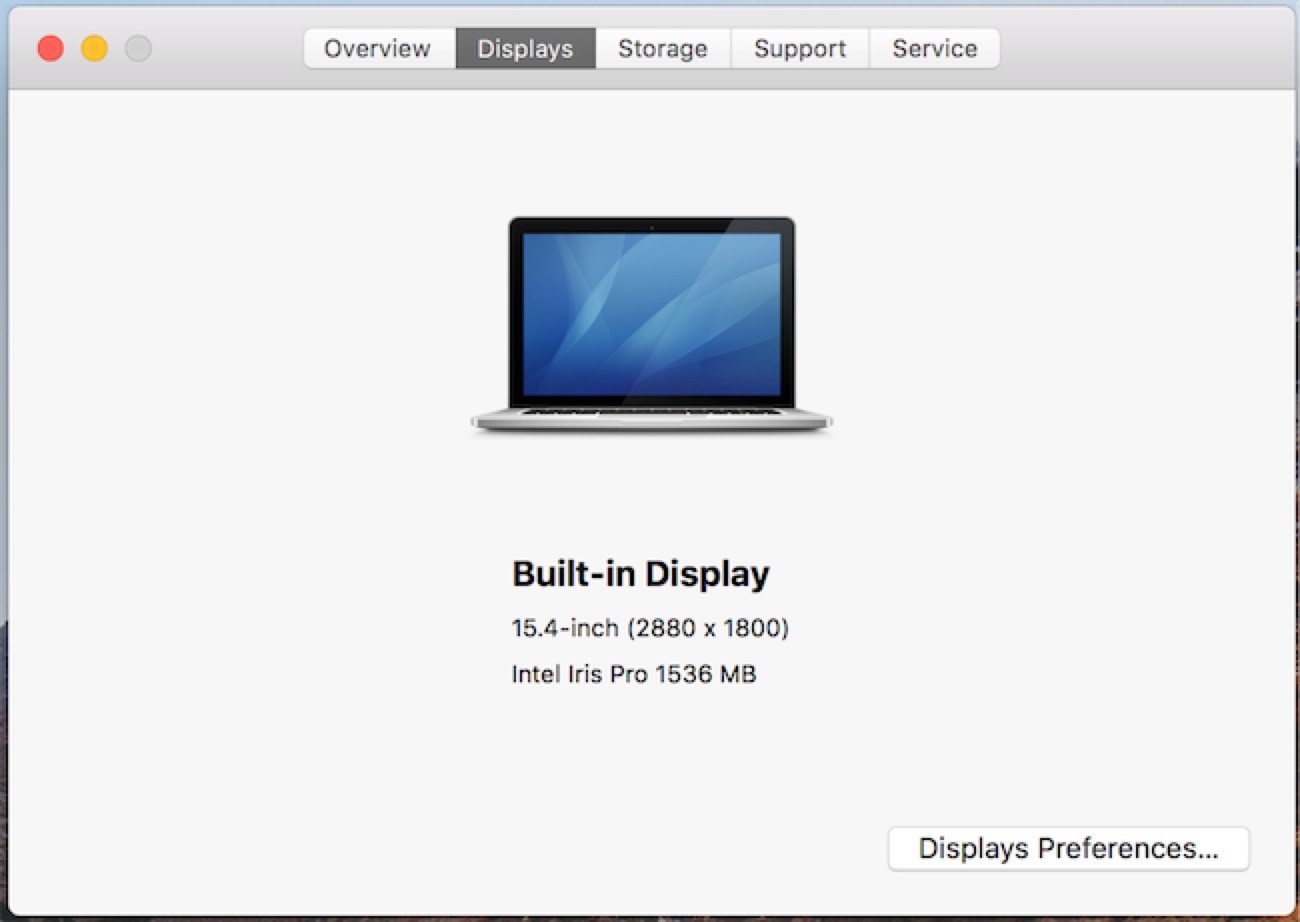 Overview Displays Storage Support Service
Built-in Display
15.4-inch (2880 x 1800)
Intel Iris Pro 1536 MB
Displays Preferences...